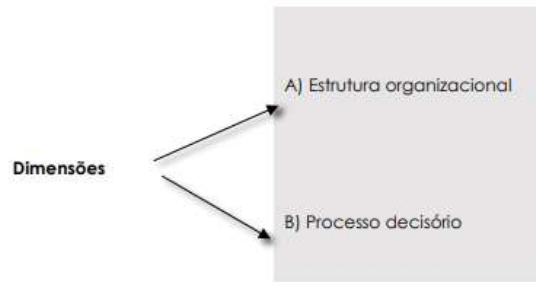 A) Estrutura organizacional
Dimensões
B) Processo decisório